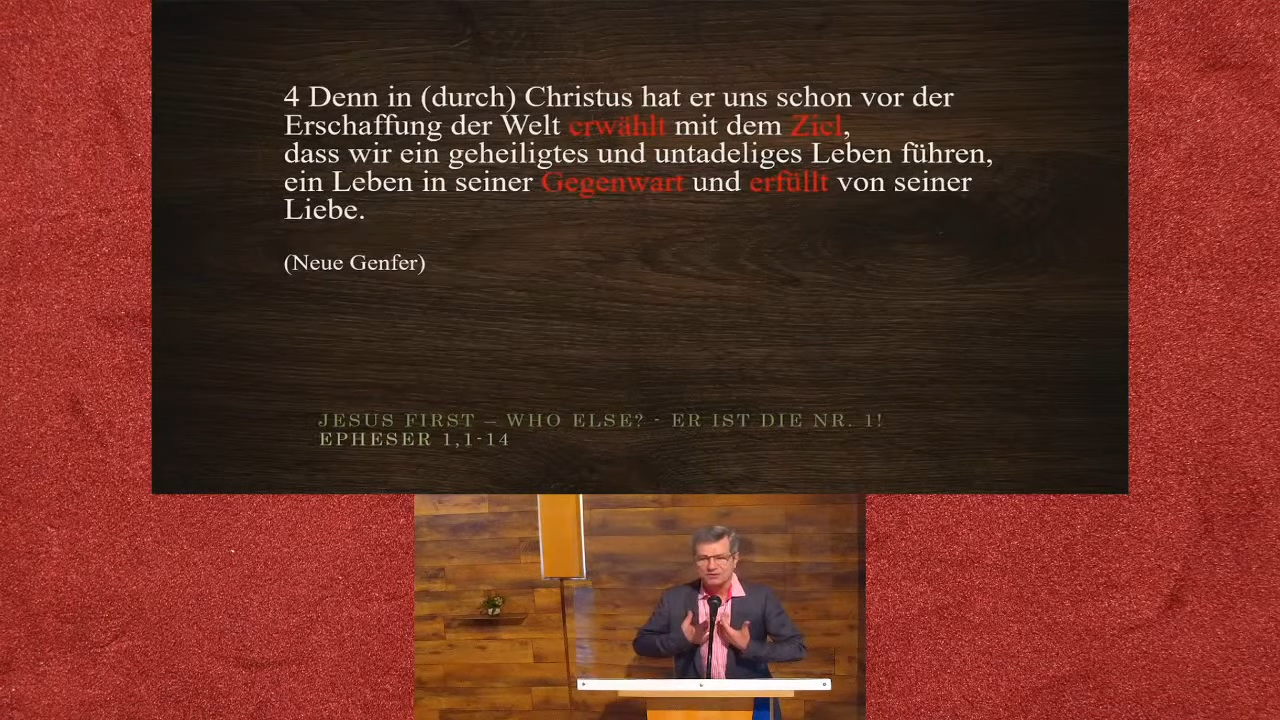 4 Denn in (durch) Christus hat er uns schon vor der
Erschaffung der Welt erwählt mit dem Ziel,
dass wir ein geheiligtes und untadeliges Leben führen,
ein Leben in seiner Gegenwart und erfüllt von seiner
Liebe.
(Neue Genfer)
JESUS FIRST – WHO ELSE? - ER IST DIE NR. 1!
EPHESER 1,1-14